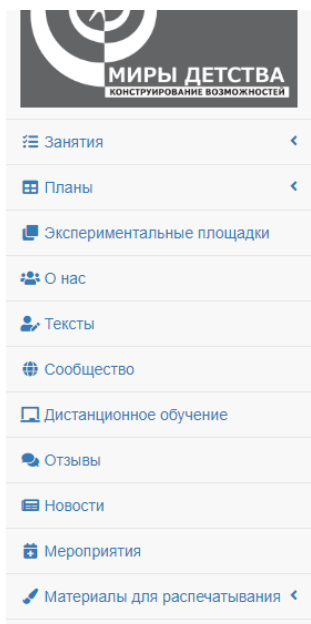 МИРЫ ДЕТСТВА
КОНСТРУИРОВАНИЕ ВОЗМОЖНОСТЕЙ
Занятия
Планы
Экспериментальные площадки
О нас
Тексты
Сообщество
Дистанционное обучение
Отзывы
Новости
Мероприятия
Материалы для распечатывания